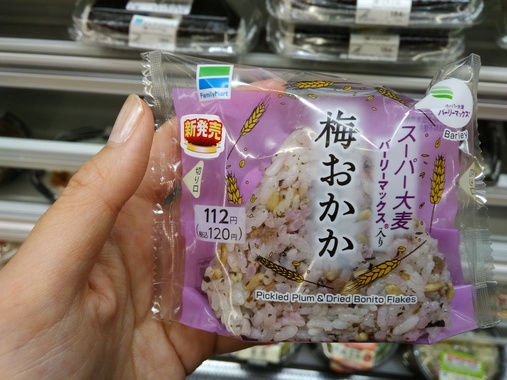 FamilyMart
新発売
切り口
112円
(税込120円)
梅おかか
スーパー大麦
バーリーマックス®入り
スーパー大麦
バーリーマックス®
Barley
Pickled Plum & Dried Bonito Flakes